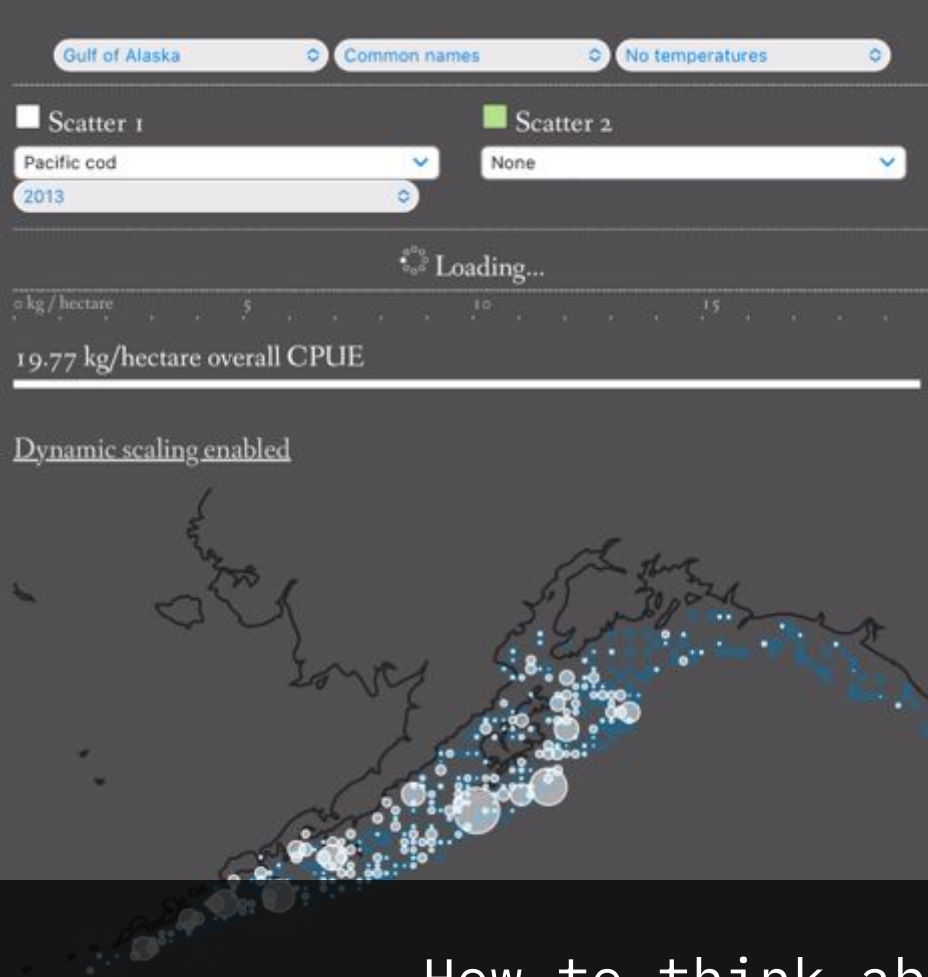 Gulf of Alaska Common names No temperatures
Scatter 1 Scatter 2
Pacific cod None
2013
Loading...
0 kg / hectare 5 10 15
19.77 kg/hectare overall CPUE
Dynamic scaling enabled
How to think ab